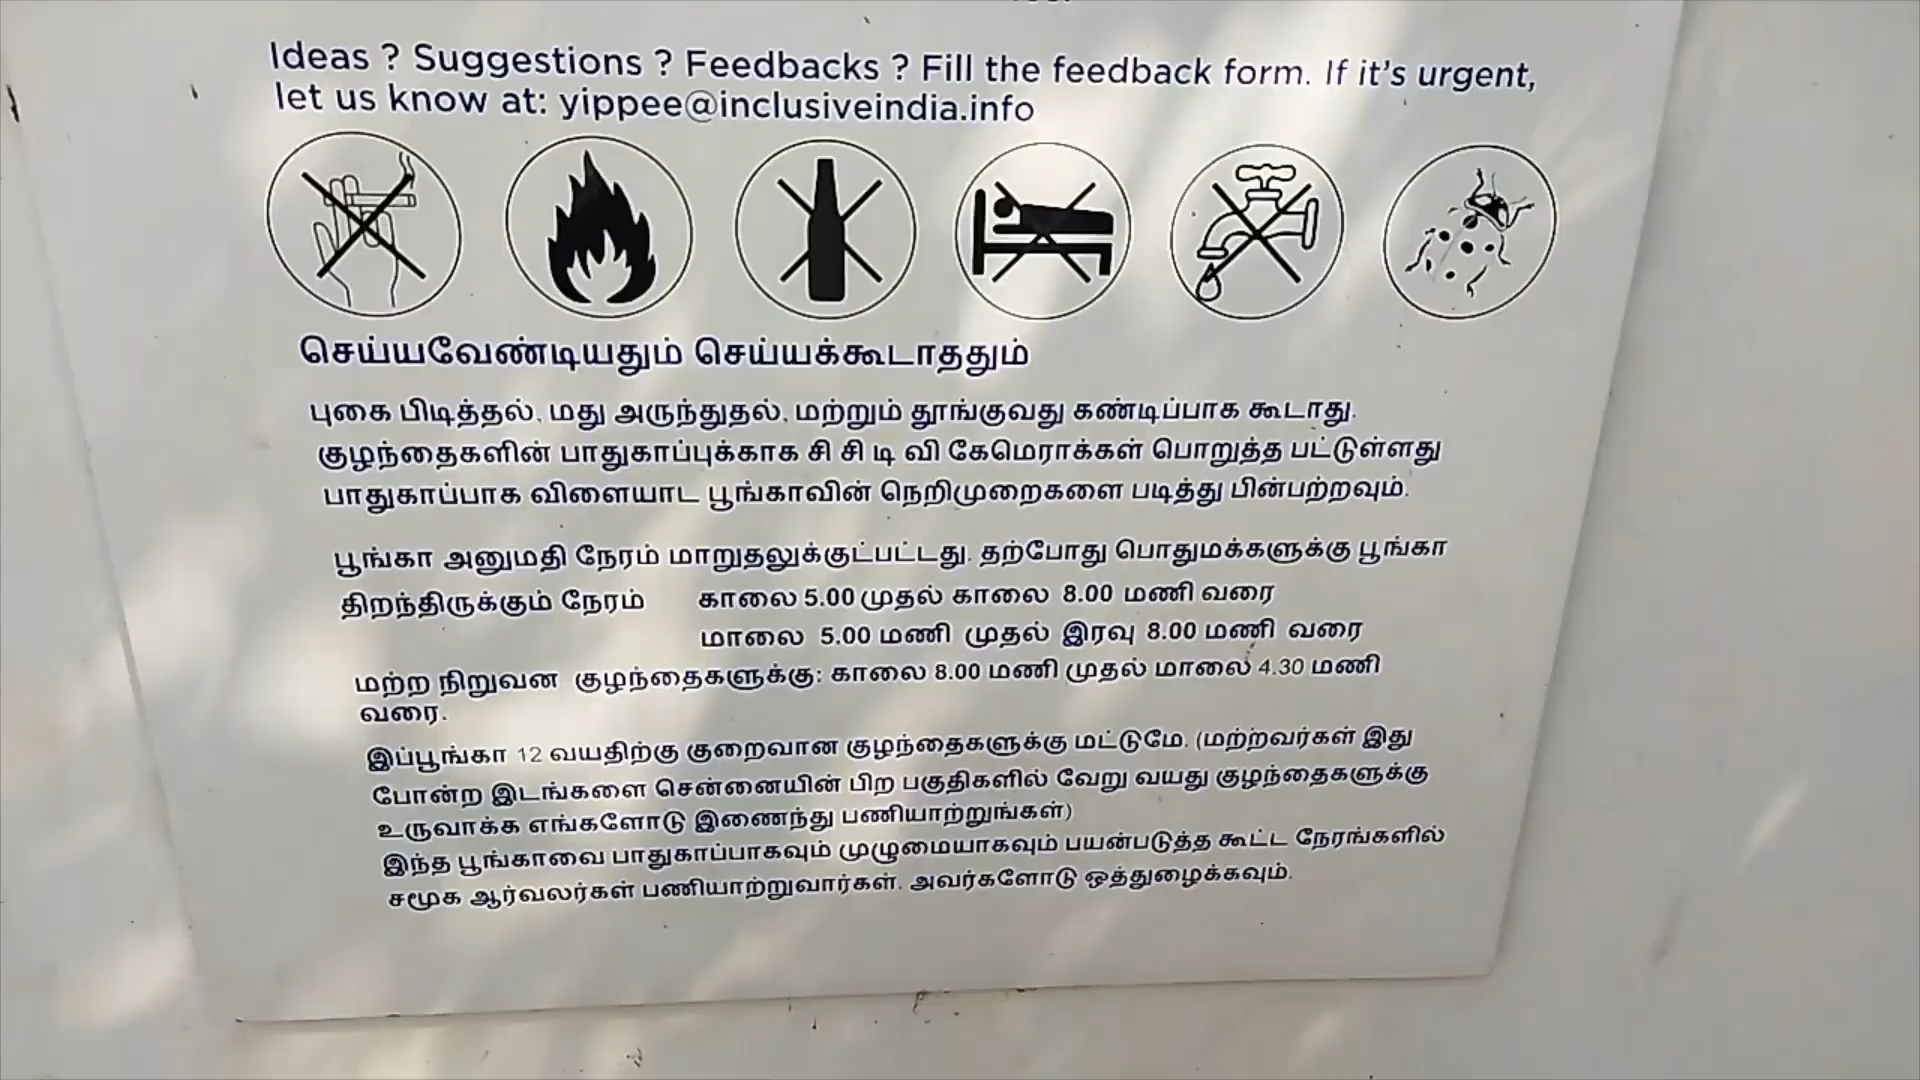 Ideas ? Suggestions ? Feedbacks ? Fill the feedback form. If it's urgent,
let us know at: yippee@inclusiveindia.info
செய்யவேண்டியதும் செய்யக்கூடாததும்
புகை பிடித்தல், மது அருந்துதல், மற்றும் தூங்குவது கண்டிப்பாக கூடாது.
குழந்தைகளின் பாதுகாப்புக்காக சி சி டி வி கேமெராக்கள் பொறுத்த பட்டுள்ளது
பாதுகாப்பாக விளையாட பூங்காவின் நெறிமுறைகளை படித்து பின்பற்றவும்.
பூங்கா அனுமதி நேரம் மாறுதலுக்குட்பட்டது. தற்போது பொதுமக்களுக்கு பூங்கா
திறந்திருக்கும் நேரம் காலை 5.00 முதல் காலை 8.00 மணி வரை
மாலை 5.00 மணி முதல் இரவு 8.00 மணி வரை
மற்ற நிறுவன குழந்தைகளுக்கு: காலை 8.00 மணி முதல் மாலை 4.30 மணி
வரை.
இப்பூங்கா 12 வயதிற்கு குறைவான குழந்தைகளுக்கு மட்டுமே. (மற்றவர்கள் இது
போன்ற இடங்களை சென்னையின் பிற பகுதிகளில் வேறு வயது குழந்தைகளுக்கு
உருவாக்க எங்களோடு இணைந்து பணியாற்றுங்கள்)
இந்த பூங்காவை பாதுகாப்பாகவும் முழுமையாகவும் பயன்படுத்த கூட்ட நேரங்களில்
சமூக ஆர்வலர்கள் பணியாற்றுவார்கள். அவர்களோடு ஒத்துழைக்கவும்.